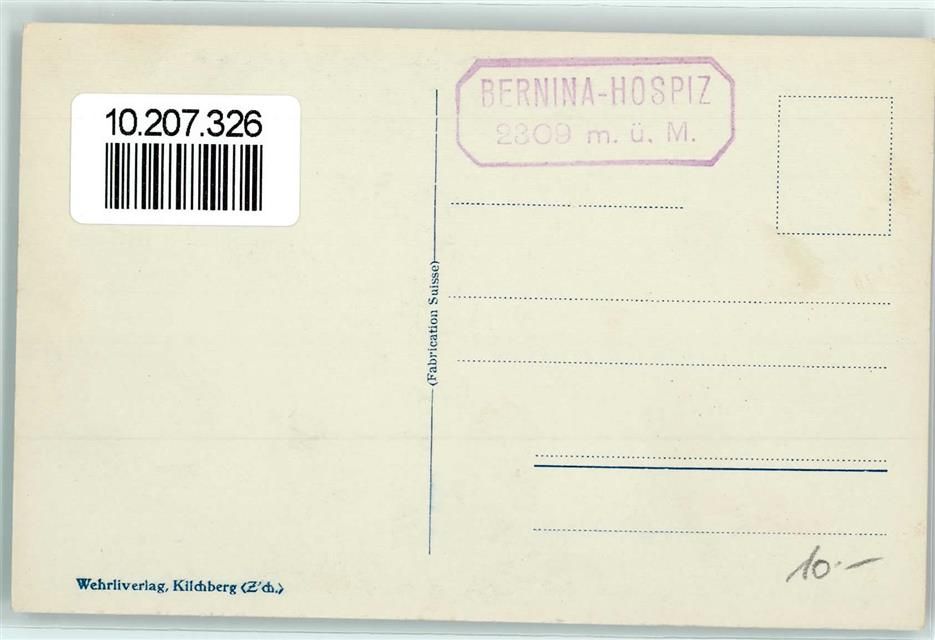 10.207.326
BERNINA-HOSPIZ
2309 m. ü. M.
(Fabrication Suisse)
Wehrliverlag, Kilchberg (Z'ch.)
10.-